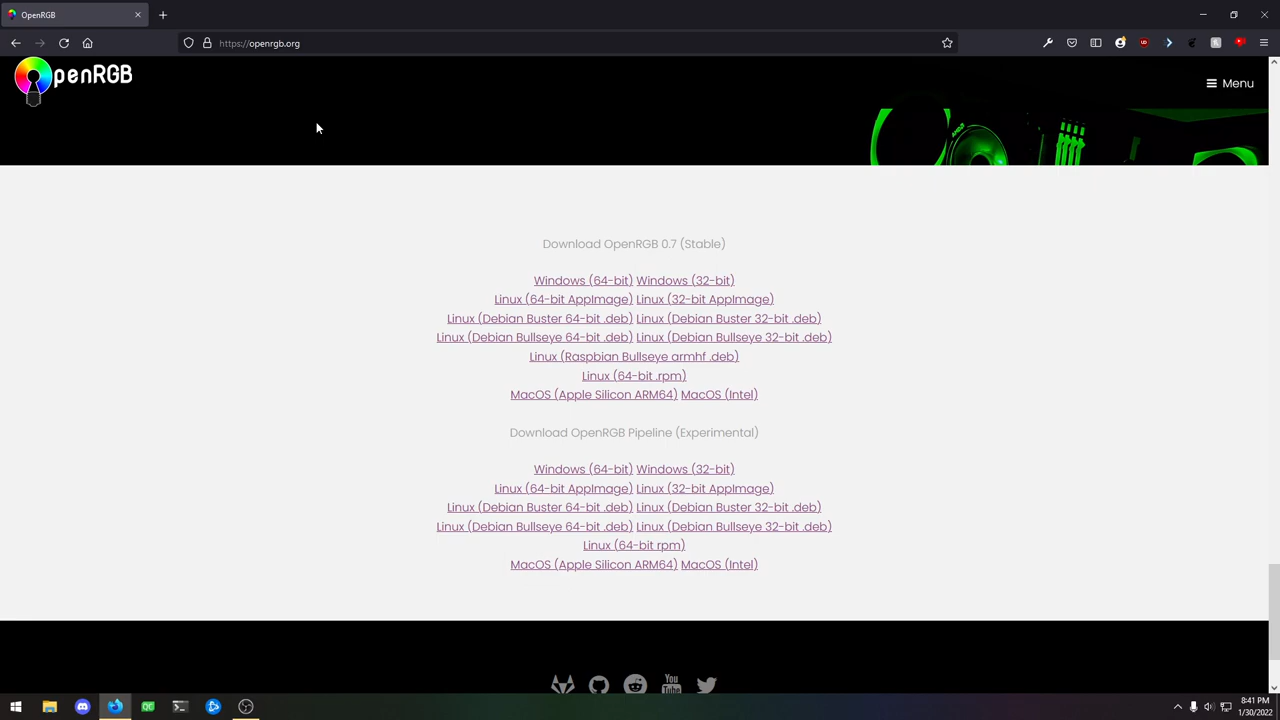 OpenRGB
https://openrgb.org
penRGB
Menu
Download OpenRGB 0.7 (Stable)
Windows (64-bit) Windows (32-bit)
Linux (64-bit AppImage) Linux (32-bit AppImage)
Linux (Debian Buster 64-bit .deb) Linux (Debian Buster 32-bit .deb)
Linux (Debian Bullseye 64-bit .deb) Linux (Debian Bullseye 32-bit .deb)
Linux (Raspbian Bullseye armhf .deb)
Linux (64-bit .rpm)
MacOS (Apple Silicon ARM64) MacOS (Intel)
Download OpenRGB Pipeline (Experimental)
Windows (64-bit) Windows (32-bit)
Linux (64-bit AppImage) Linux (32-bit AppImage)
Linux (Debian Buster 64-bit .deb) Linux (Debian Buster 32-bit .deb)
Linux (Debian Bullseye 64-bit .deb) Linux (Debian Bullseye 32-bit .deb)
Linux (64-bit rpm)
MacOS (Apple Silicon ARM64) MacOS (Intel)
You
8:41 PM
1/30/2022